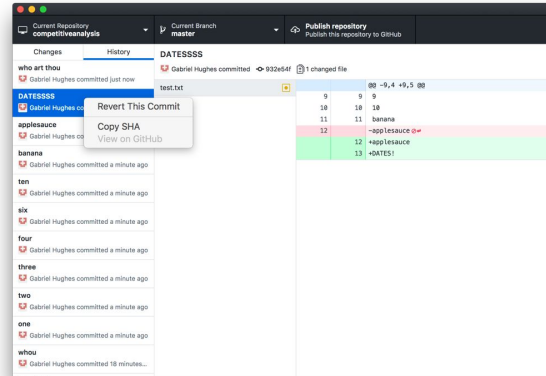 Current Repository
competitiveanalysis
Current Branch
master
Publish repository
Publish this repository to GitHub
Changes
History
who art thou
Gabriel Hughes committed just now
DATESSSS
Gabriel Hughes co
applesauce
Gabriel Hughes co
banana
Gabriel Hughes committed a minute ago
ten
Gabriel Hughes committed a minute ago
six
Gabriel Hughes committed a minute ago
four
Gabriel Hughes committed a minute ago
three
Gabriel Hughes committed a minute ago
two
Gabriel Hughes committed a minute ago
one
Gabriel Hughes committed a minute ago
whou
Gabriel Hughes committed 18 minutes...
Revert This Commit
Copy SHA
View on GitHub
DATESSSS
Gabriel Hughes committed 932e54f 1 changed file
test.txt
@@ -9,4 +9,5 @@
9 9 9
10 10 10
11 11 banana
12 -applesauce
12 +applesauce
13 +DATES!